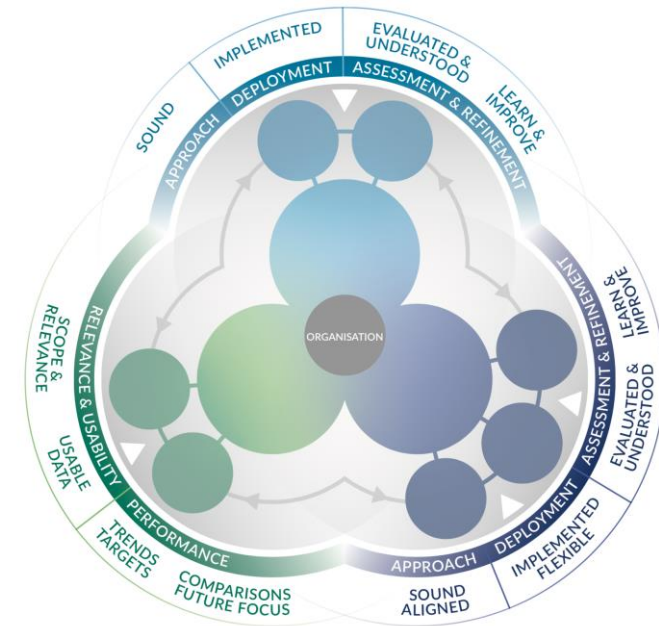 SOUND
IMPLEMENTED
EVALUATED &
UNDERSTOOD
LEARN &
IMPROVE
APPROACH
DEPLOYMENT
ASSESSMENT & REFINEMENT
ORGANISATION
ASSESSMENT & REFINEMENT
DEPLOYMENT
APPROACH
LEARN &
IMPROVE
EVALUATED &
UNDERSTOOD
IMPLEMENTED
FLEXIBLE
SOUND
ALIGNED
RELEVANCE & USABILITY
PERFORMANCE
SCOPE &
RELEVANCE
USABLE
DATA
TRENDS
TARGETS
COMPARISONS
FUTURE FOCUS